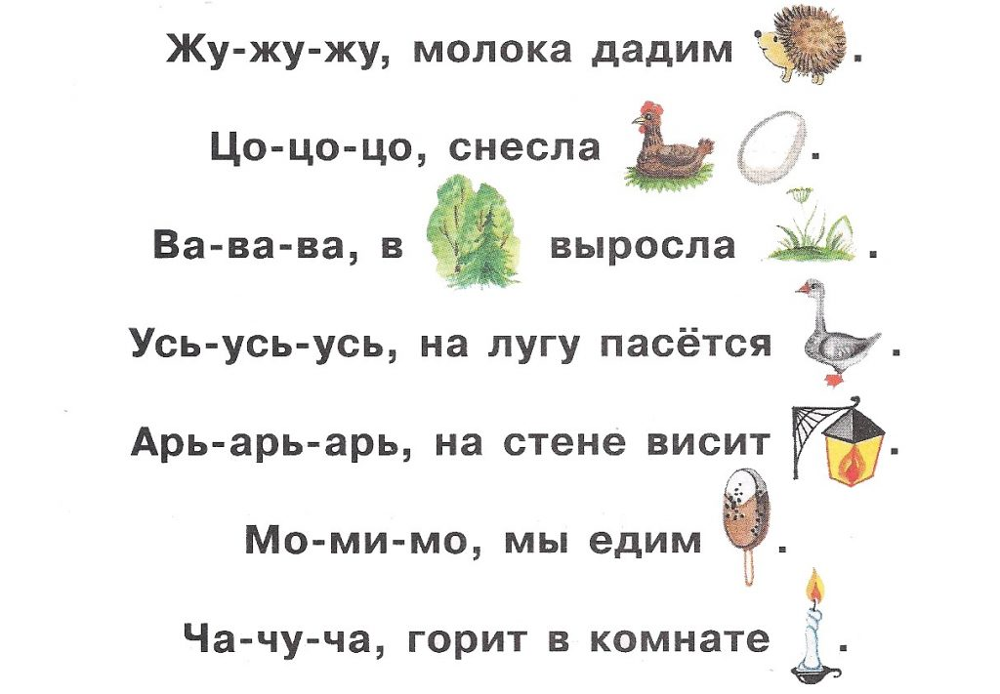 Жу-жу-жу, молока дадим .
Цо-цо-цо, снесла .
Ва-ва-ва, в выросла .
Усь-усь-усь, на лугу пасётся .
Арь-арь-арь, на стене висит .
Мо-ми-мо, мы едим .
Ча-чу-ча, горит в комнате .